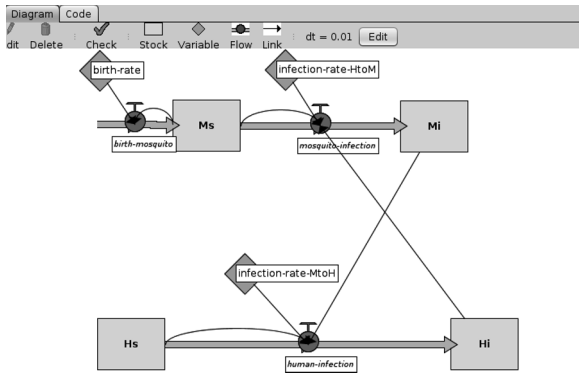 Diagram Code
dit Delete Check Stock Variable Flow Link dt = 0.01 Edit
birth-rate
infection-rate-HtoM
Ms
Mi
birth-mosquito
mosquito-infection
infection-rate-MtoH
Hs
Hi
human-infection